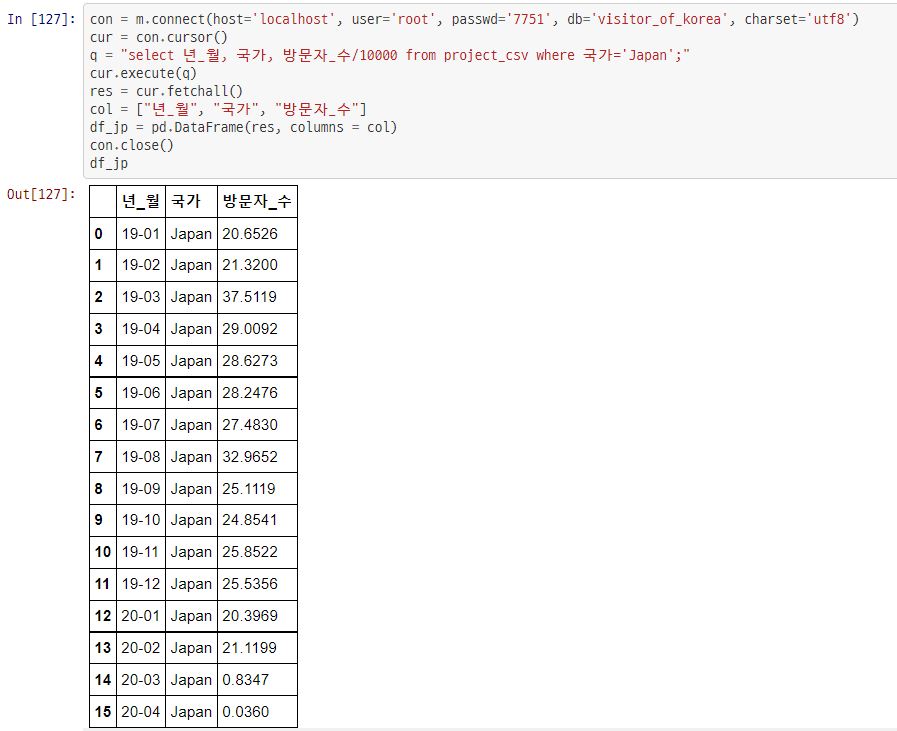 In [127]: con = m.connect(host='localhost', user='root', passwd='7751', db='visitor_of_korea', charset='utf8')
cur = con.cursor()
q = "select 년_월, 국가, 방문자_수/10000 from project_csv where 국가='Japan';"
cur.execute(q)
res = cur.fetchall()
col = ["년_월", "국가", "방문자_수"]
df_jp = pd.DataFrame(res, columns = col)
con.close()
df_jp
Out[127]:
년_월 국가 방문자_수
0 19-01 Japan 20.6526
1 19-02 Japan 21.3200
2 19-03 Japan 37.5119
3 19-04 Japan 29.0092
4 19-05 Japan 28.6273
5 19-06 Japan 28.2476
6 19-07 Japan 27.4830
7 19-08 Japan 32.9652
8 19-09 Japan 25.1119
9 19-10 Japan 24.8541
10 19-11 Japan 25.8522
11 19-12 Japan 25.5356
12 20-01 Japan 20.3969
13 20-02 Japan 21.1199
14 20-03 Japan 0.8347
15 20-04 Japan 0.0360